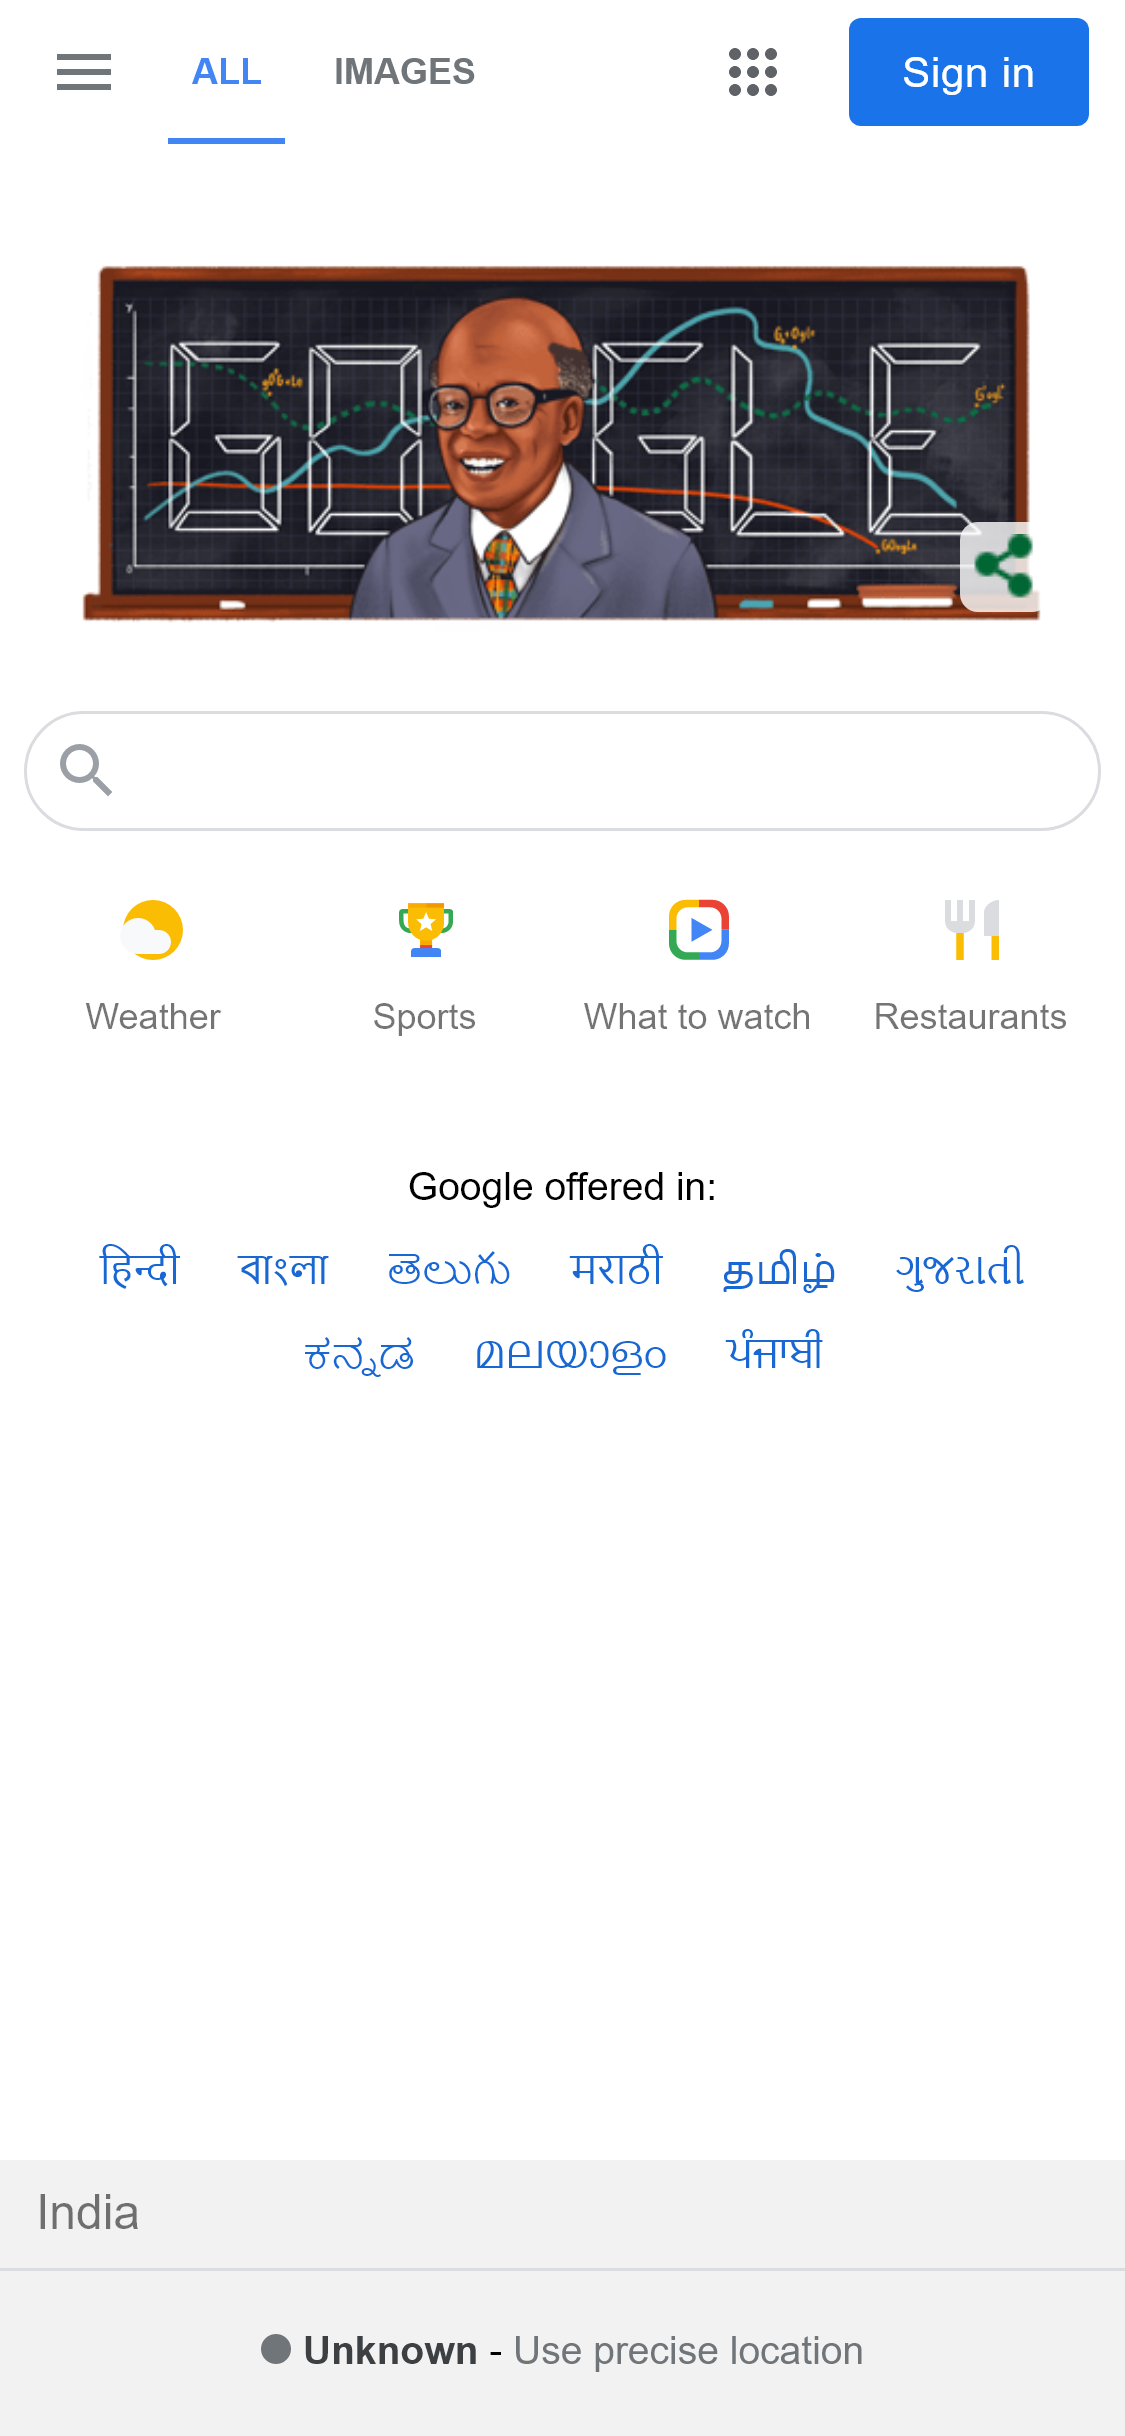 ALL IMAGES Sign in
GOOGLE
Weather Sports What to watch Restaurants
Google offered in:
हिन्दी বাংলা తెలుగు मराठी தமிழ் ગુજરાતી
ಕನ್ನಡ മലയാളം ਪੰਜਾਬੀ
India
Unknown - Use precise location